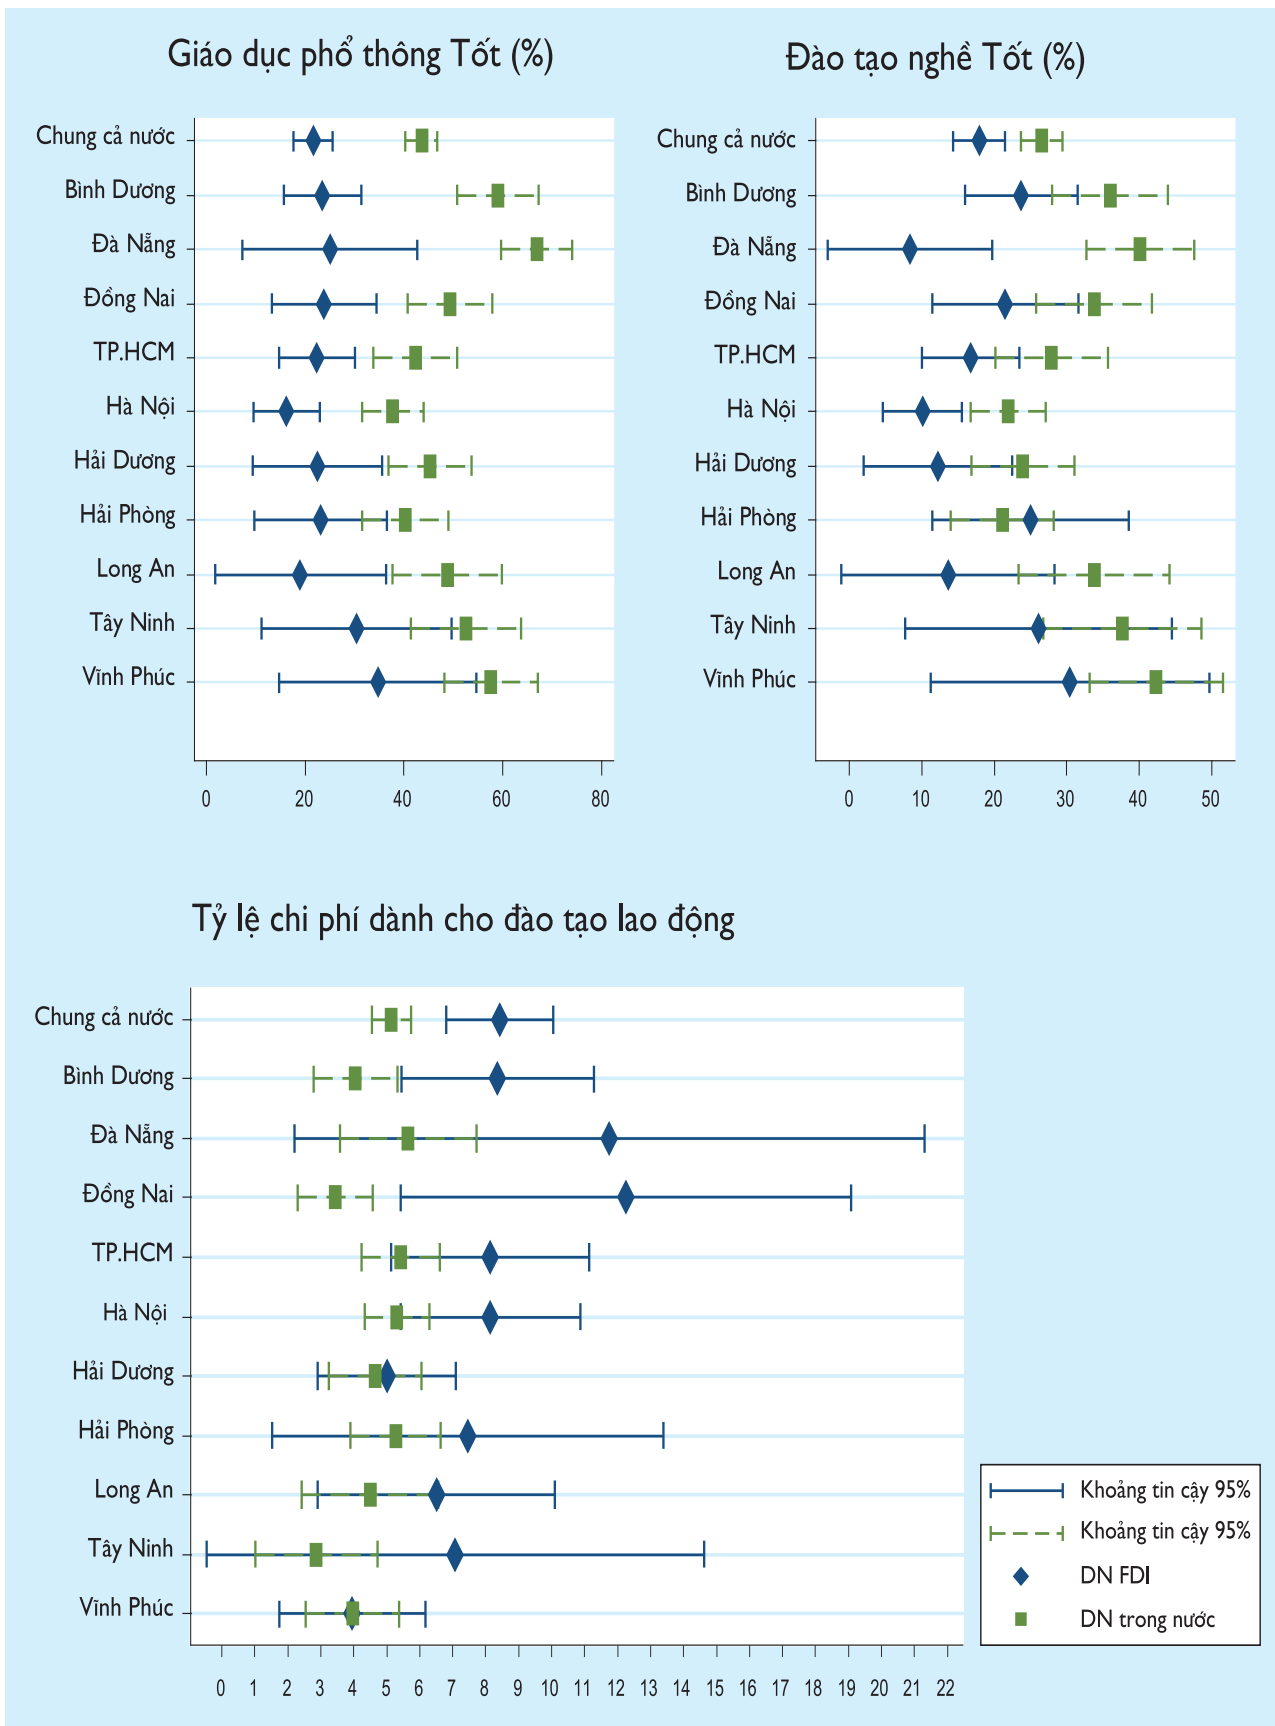 Giáo dục phổ thông Tốt (%)
Chung cả nước
Bình Dương
Đà Nẵng
Đồng Nai
TP.HCM
Hà Nội
Hải Dương
Hải Phòng
Long An
Tây Ninh
Vĩnh Phúc
0 20 40 60 80
Đào tạo nghề Tốt (%)
Chung cả nước
Bình Dương
Đà Nẵng
Đồng Nai
TP.HCM
Hà Nội
Hải Dương
Hải Phòng
Long An
Tây Ninh
Vĩnh Phúc
0 10 20 30 40 50
Tỷ lệ chi phí dành cho đào tạo lao động
Chung cả nước
Bình Dương
Đà Nẵng
Đồng Nai
TP.HCM
Hà Nội
Hải Dương
Hải Phòng
Long An
Tây Ninh
Vĩnh Phúc
0 1 2 3 4 5 6 7 8 9 10 11 12 13 14 15 16 17 18 19 20 21 22
Khoảng tin cậy 95%
Khoảng tin cậy 95%
DN FDI
DN trong nước